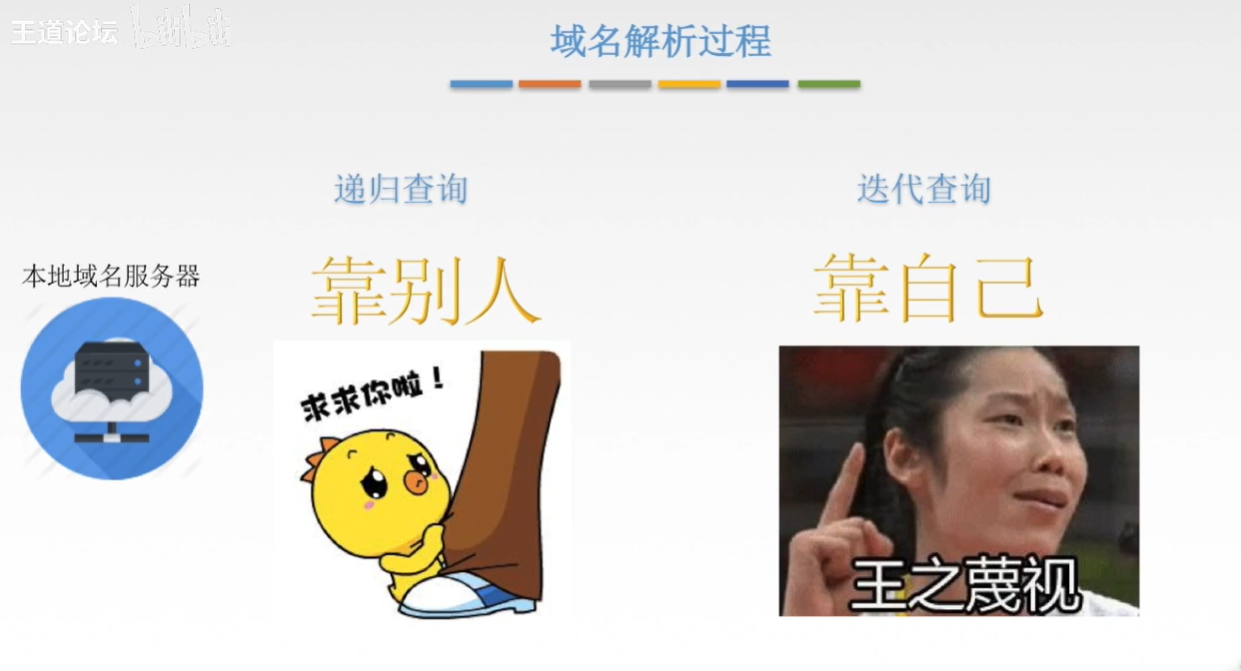 王道论坛 bilibili
域名解析过程
递归查询
迭代查询
本地域名服务器
靠别人
靠自己
求求你啦！
王之蔑视